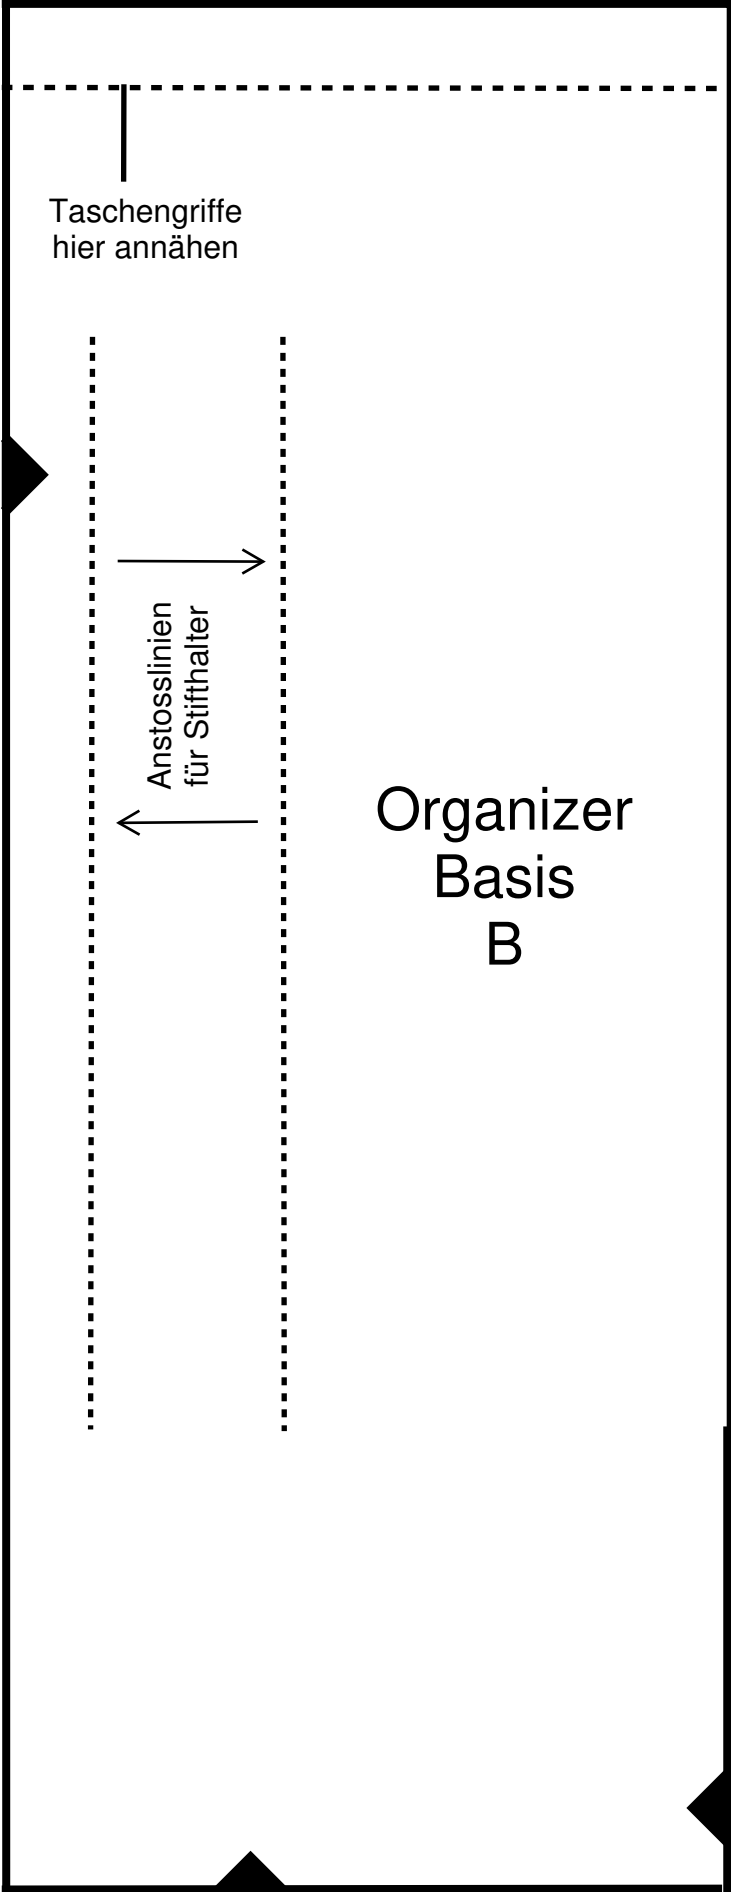 Taschengriffe
hier annähen
Anstosslinien
für Stifthalter
Organizer
Basis
B